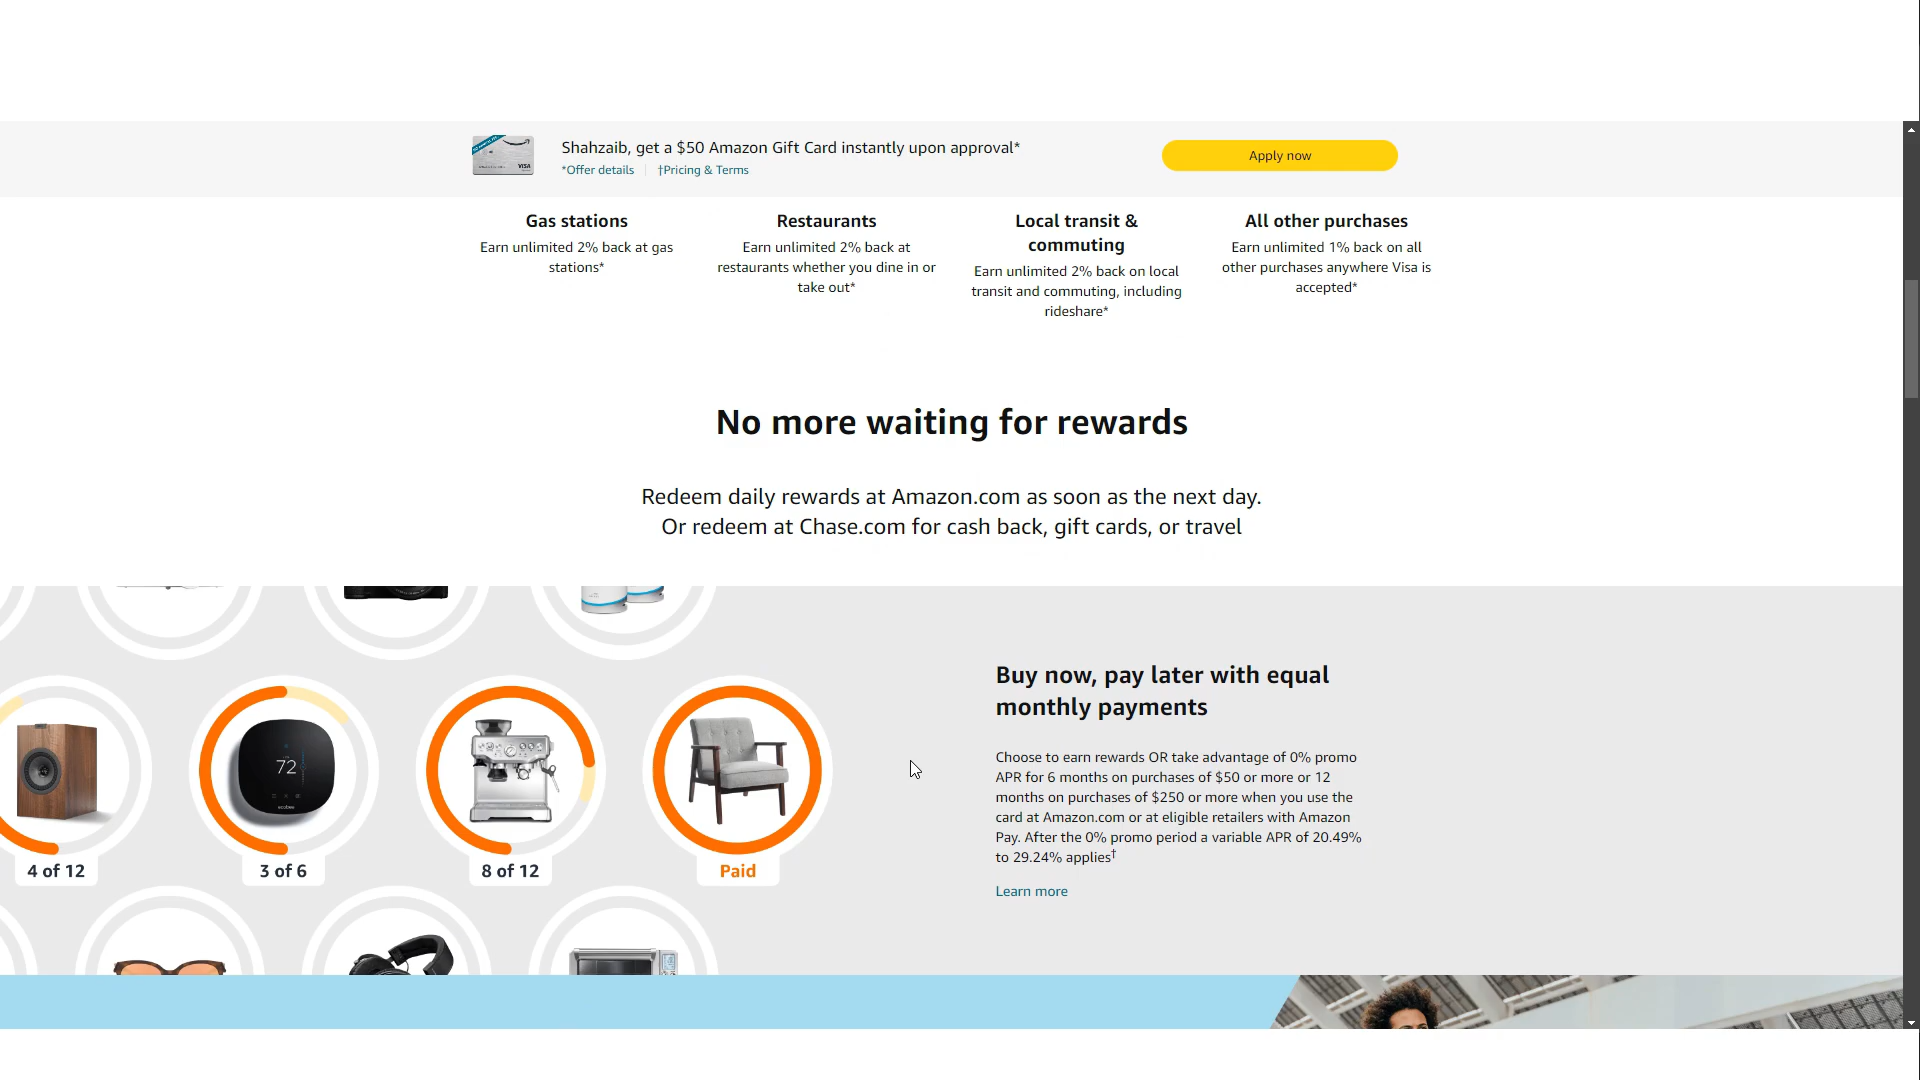 Shahzaib, get a $50 Amazon Gift Card instantly upon approval*
*Offer details
†Pricing & Terms
Apply now
VISA
Gas stations
Earn unlimited 2% back at gas
stations*
Restaurants
Earn unlimited 2% back at
restaurants whether you dine in or
take out*
Local transit &
commuting
Earn unlimited 2% back on local
transit and commuting, including
rideshare*
All other purchases
Earn unlimited 1% back on all
other purchases anywhere Visa is
accepted*
No more waiting for rewards
Redeem daily rewards at Amazon.com as soon as the next day.
Or redeem at Chase.com for cash back, gift cards, or travel
72
ecobee
4 of 12
3 of 6
8 of 12
Paid
Buy now, pay later with equal
monthly payments
Choose to earn rewards OR take advantage of 0% promo
APR for 6 months on purchases of $50 or more or 12
months on purchases of $250 or more when you use the
card at Amazon.com or at eligible retailers with Amazon
Pay. After the 0% promo period a variable APR of 20.49%
to 29.24% applies†
Learn more